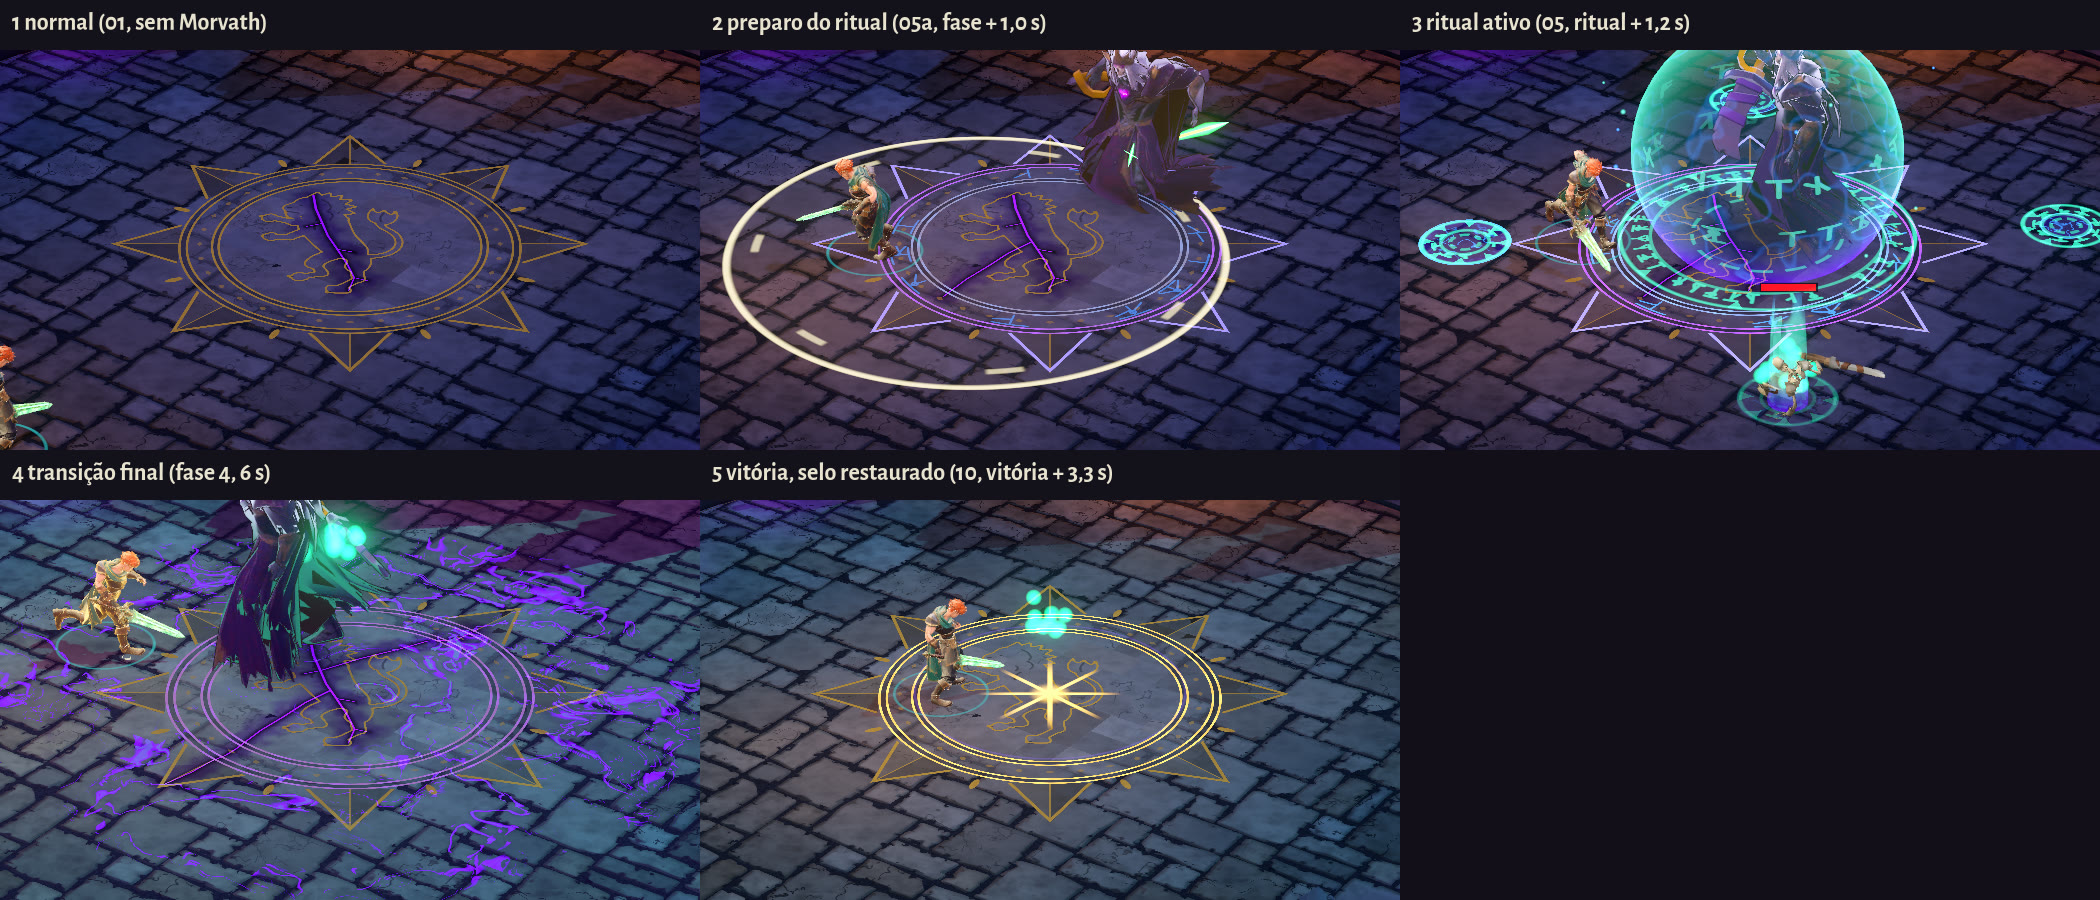 1 normal (01, sem Morvath)
2 preparo do ritual (05a, fase + 1,0 s)
3 ritual ativo (05, ritual + 1,2 s)
4 transição final (fase 4, 6 s)
5 vitória, selo restaurado (10, vitória + 3,3 s)